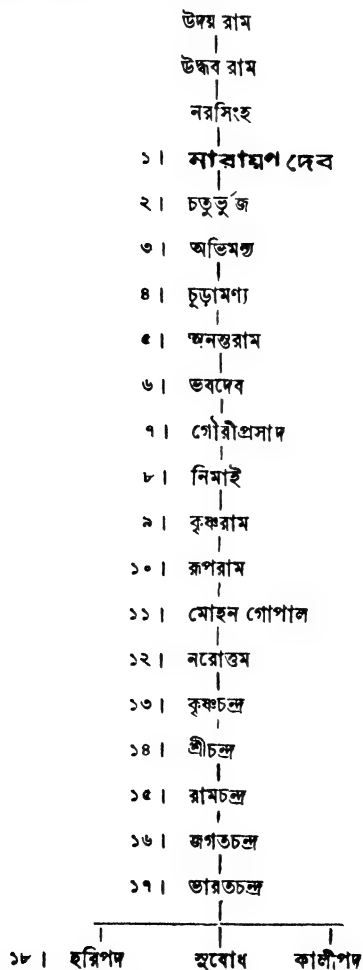 উদয় রাম
উদ্ধব রাম
নরসিংহ
১। নারায়ণ দেব
২। চতুর্ভুজ
৩। অভিমন্যু
৪। চূড়ামণ্য
৫। অনন্তরাম
৬। ভবদেব
৭। গৌরীপ্রসাদ
৮। নিমাই
৯। কৃষ্ণরাম
১০। রূপরাম
১১। মোহন গোপাল
১২। নরোত্তম
১৩। কৃষ্ণচন্দ্র
১৪। শ্রীচন্দ্র
১৫। রামচন্দ্র
১৬। জগতচন্দ্র
১৭। ভারতচন্দ্র
১৮। হরিপদ সুবোধ কালীপদ